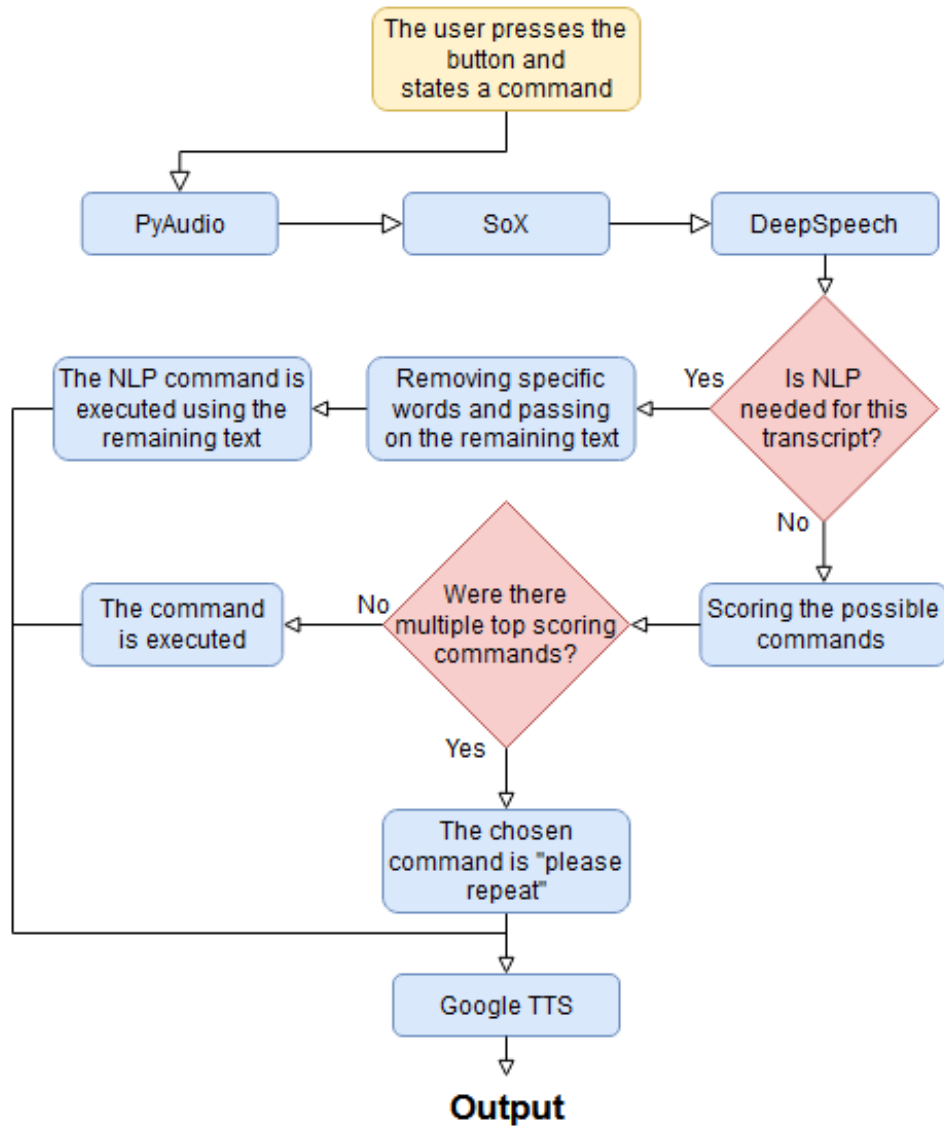 The user presses the
button and
states a command
PyAudio
SoX
DeepSpeech
The NLP command is
executed using the
remaining text
Removing specific
words and passing
on the remaining text
Yes
Is NLP
needed for this
transcript?
No
The command
is executed
No
Were there
multiple top scoring
commands?
Scoring the possible
commands
Yes
The chosen
command is "please
repeat"
Google TTS
Output